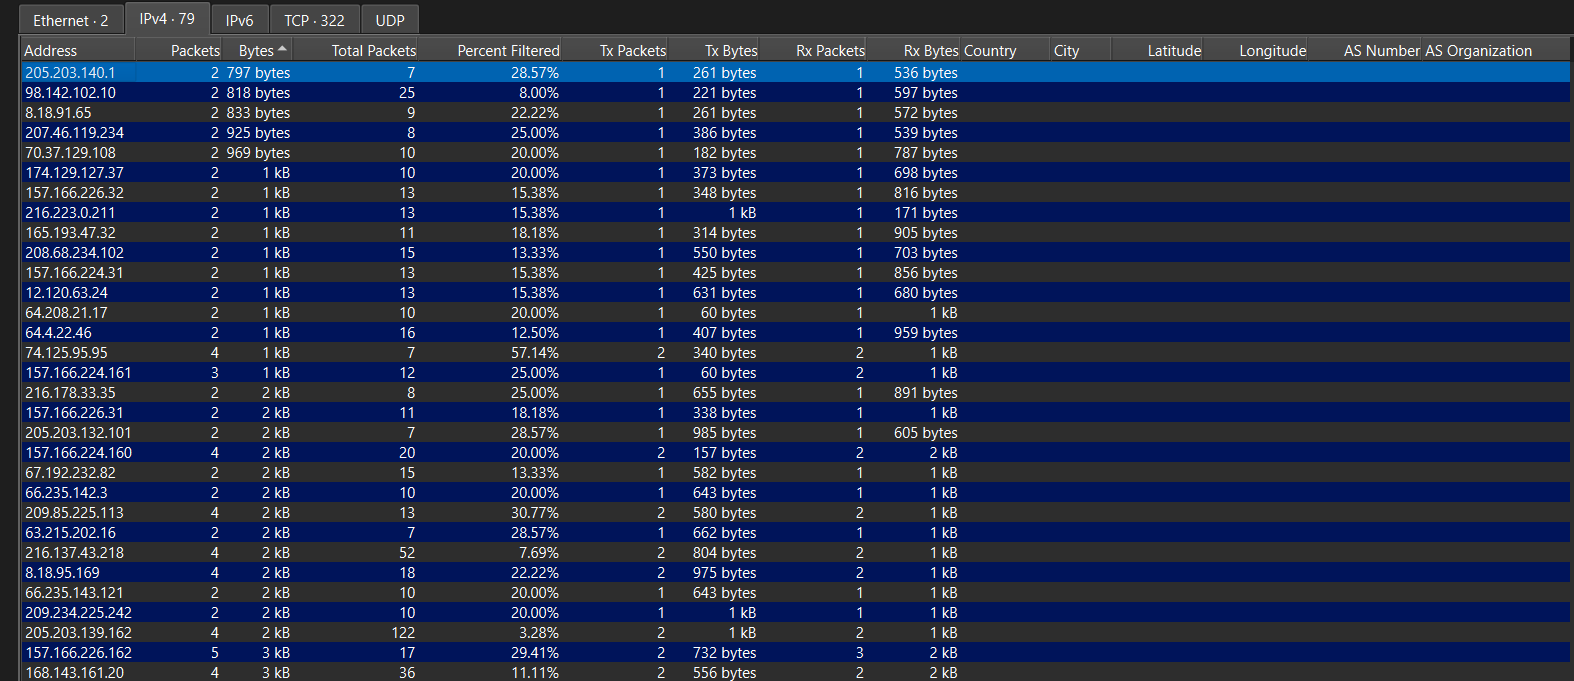 Ethernet · 2 IPv4 · 79 IPv6 TCP · 322 UDP
Address Packets Bytes Total Packets Percent Filtered Tx Packets Tx Bytes Rx Packets Rx Bytes Country City Latitude Longitude AS Number AS Organization
205.203.140.1 2 797 bytes 7 28.57% 1 261 bytes 1 536 bytes
98.142.102.10 2 818 bytes 25 8.00% 1 221 bytes 1 597 bytes
8.18.91.65 2 833 bytes 9 22.22% 1 261 bytes 1 572 bytes
207.46.119.234 2 925 bytes 8 25.00% 1 386 bytes 1 539 bytes
70.37.129.108 2 969 bytes 10 20.00% 1 182 bytes 1 787 bytes
174.129.127.37 2 1 kB 10 20.00% 1 373 bytes 1 698 bytes
157.166.226.32 2 1 kB 13 15.38% 1 348 bytes 1 816 bytes
216.223.0.211 2 1 kB 13 15.38% 1 1 kB 1 171 bytes
165.193.47.32 2 1 kB 11 18.18% 1 314 bytes 1 905 bytes
208.68.234.102 2 1 kB 15 13.33% 1 550 bytes 1 703 bytes
157.166.224.31 2 1 kB 13 15.38% 1 425 bytes 1 856 bytes
12.120.63.24 2 1 kB 13 15.38% 1 631 bytes 1 680 bytes
64.208.21.17 2 1 kB 10 20.00% 1 60 bytes 1 1 kB
64.4.22.46 2 1 kB 16 12.50% 1 407 bytes 1 959 bytes
74.125.95.95 4 1 kB 7 57.14% 2 340 bytes 2 1 kB
157.166.224.161 3 1 kB 12 25.00% 1 60 bytes 2 1 kB
216.178.33.35 2 2 kB 8 25.00% 1 655 bytes 1 891 bytes
157.166.226.31 2 2 kB 11 18.18% 1 338 bytes 1 1 kB
205.203.132.101 2 2 kB 7 28.57% 1 985 bytes 1 605 bytes
157.166.224.160 4 2 kB 20 20.00% 2 157 bytes 2 2 kB
67.192.232.82 2 2 kB 15 13.33% 1 582 bytes 1 1 kB
66.235.142.3 2 2 kB 10 20.00% 1 643 bytes 1 1 kB
209.85.225.113 4 2 kB 13 30.77% 2 580 bytes 2 1 kB
63.215.202.16 2 2 kB 7 28.57% 1 662 bytes 1 1 kB
216.137.43.218 4 2 kB 52 7.69% 2 804 bytes 2 1 kB
8.18.95.169 4 2 kB 18 22.22% 2 975 bytes 2 1 kB
66.235.143.121 2 2 kB 10 20.00% 1 643 bytes 1 1 kB
209.234.225.242 2 2 kB 10 20.00% 1 1 kB 1 1 kB
205.203.139.162 4 2 kB 122 3.28% 2 1 kB 2 1 kB
157.166.226.162 5 3 kB 17 29.41% 2 732 bytes 3 2 kB
168.143.161.20 4 3 kB 36 11.11% 2 556 bytes 2 2 kB